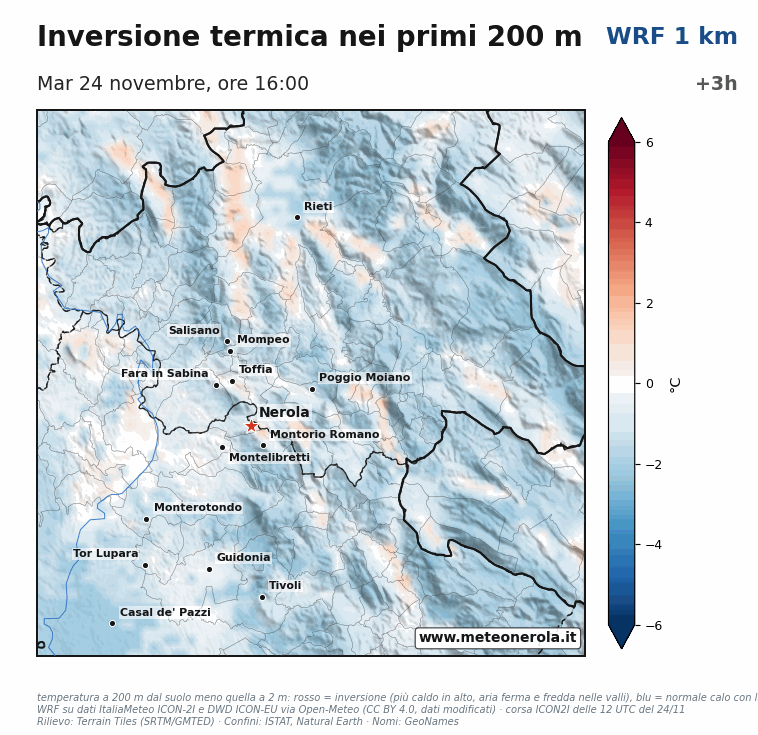 Inversione termica nei primi 200 m WRF 1 km
Mar 24 novembre, ore 16:00 +3h
Rieti
Salisano
Mompeo
Toffia
Fara in Sabina
Poggio Moiano
Nerola
Montorio Romano
Montelibretti
Monterotondo
Tor Lupara
Guidonia
Tivoli
Casal de' Pazzi
www.meteonerola.it
6
4
2
0
−2
−4
−6
°C
temperatura a 200 m dal suolo meno quella a 2 m: rosso = inversione (più caldo in alto, aria ferma e fredda nelle valli), blu = normale calo con l
WRF su dati ItaliaMeteo ICON-2I e DWD ICON-EU via Open-Meteo (CC BY 4.0, dati modificati) · corsa ICON2I delle 12 UTC del 24/11
Rilievo: Terrain Tiles (SRTM/GMTED) · Confini: ISTAT, Natural Earth · Nomi: GeoNames